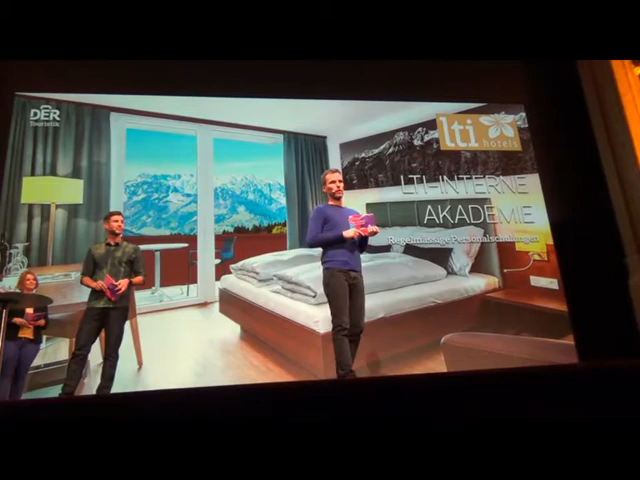 DER
Touristik
lti
hotels
LTI-INTERNE
AKADEMIE
Regelmässige Personalschulungen